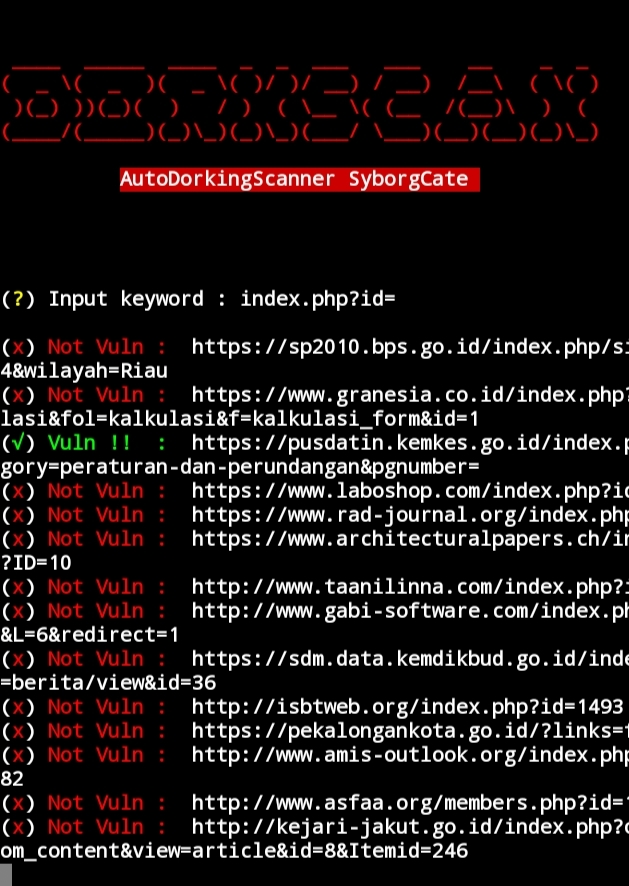 AutoDorkingScanner SyborgCate
(?) Input keyword : index.php?id=
(x) Not Vuln : https://sp2010.bps.go.id/index.php/si
4&wilayah=Riau
(x) Not Vuln : https://www.granesia.co.id/index.php?
lasi&fol=kalkulasi&f=kalkulasi_form&id=1
(√) Vuln !! : https://pusdatin.kemkes.go.id/index.p
gory=peraturan-dan-perundangan&pgnumber=
(x) Not Vuln : https://www.laboshop.com/index.php?id
(x) Not Vuln : https://www.rad-journal.org/index.php
(x) Not Vuln : https://www.architecturalpapers.ch/in
?ID=10
(x) Not Vuln : http://www.taanilinna.com/index.php?i
(x) Not Vuln : http://www.gabi-software.com/index.ph
&L=6&redirect=1
(x) Not Vuln : https://sdm.data.kemdikbud.go.id/inde
=berita/view&id=36
(x) Not Vuln : http://isbtweb.org/index.php?id=1493
(x) Not Vuln : https://pekalongankota.go.id/?links=f
(x) Not Vuln : http://www.amis-outlook.org/index.php
82
(x) Not Vuln : http://www.asfaa.org/members.php?id=1
(x) Not Vuln : http://kejari-jakut.go.id/index.php?o
om_content&view=article&id=8&Itemid=246